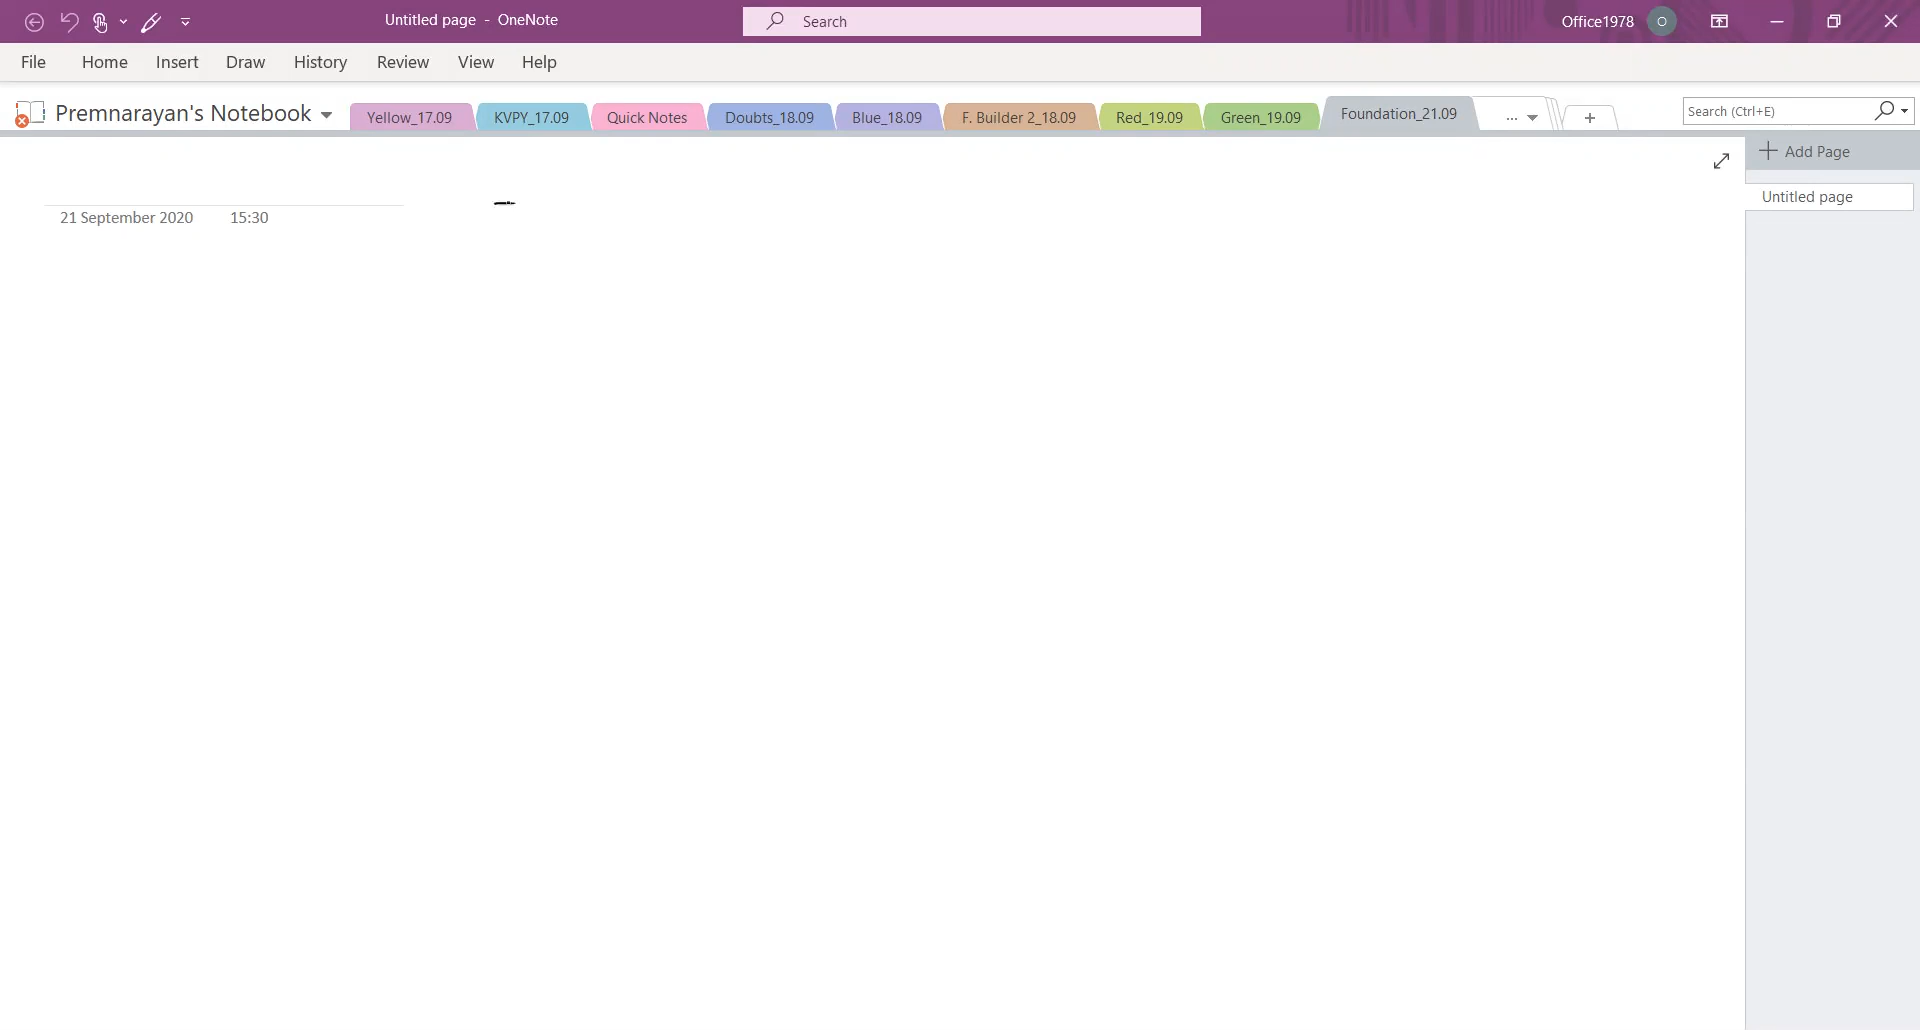 Untitled page - OneNote
Search
Office1978
O
File Home Insert Draw History Review View Help
Premnarayan's Notebook
Yellow_17.09
KVPY_17.09
Quick Notes
Doubts_18.09
Blue_18.09
F. Builder 2_18.09
Red_19.09
Green_19.09
Foundation_21.09
...
+
Search (Ctrl+E)
Add Page
Untitled page
21 September 2020 15:30